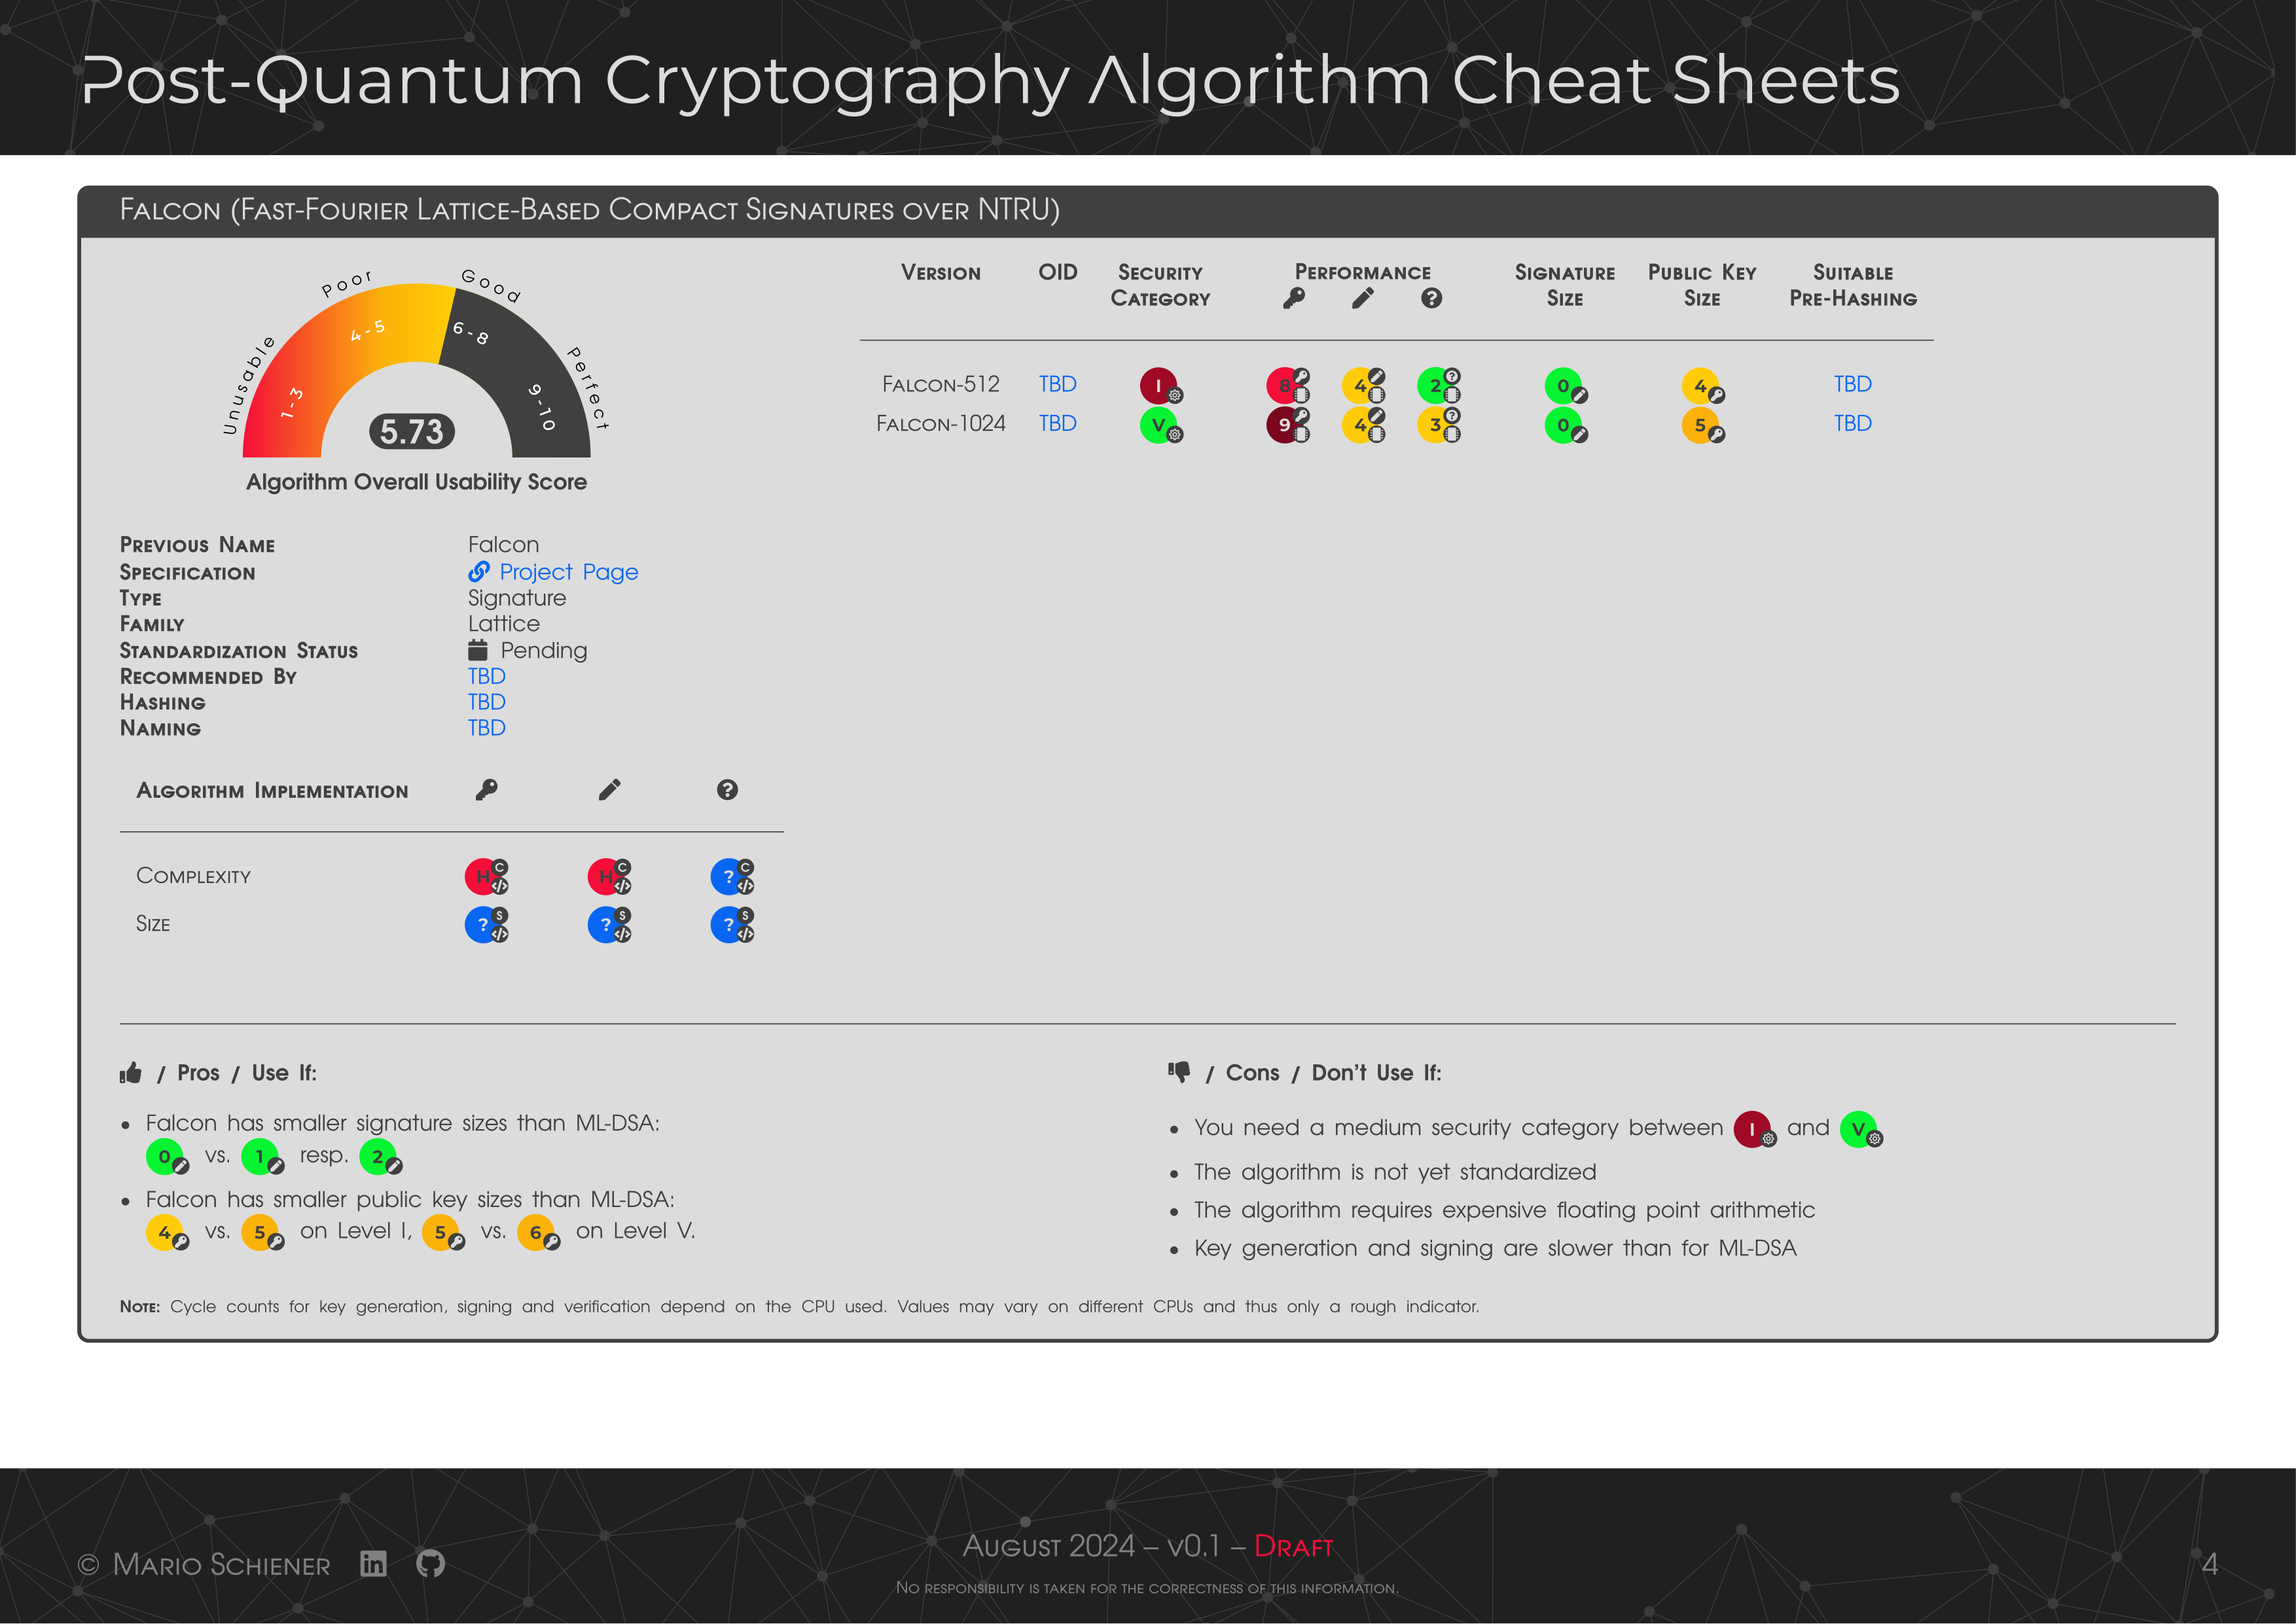 Post-Quantum Cryptography Algorithm Cheat Sheets
Falcon (Fast-Fourier Lattice-Based Compact Signatures over NTRU)
Unusable Poor Good Perfect
1-3 4-5 6-8 9-10
5.73
Algorithm Overall Usability Score
Previous Name Falcon
Specification Project Page
Type Signature
Family Lattice
Standardization Status Pending
Recommended By TBD
Hashing TBD
Naming TBD
Algorithm Implementation ?
Complexity H C </> H C </> ? C </>
Size ? S </> ? S </> ? S </>
Version OID Security Performance Signature Public Key Suitable
Category ? Size Size Pre-Hashing
Falcon-512 TBD I 8 4 2 ? 0 4 TBD
Falcon-1024 TBD V 9 4 3 ? 0 5 TBD
/ Pros / Use If:
• Falcon has smaller signature sizes than ML-DSA:
0 vs. 1 resp. 2
• Falcon has smaller public key sizes than ML-DSA:
4 vs. 5 on Level I, 5 vs. 6 on Level V.
/ Cons / Don't Use If:
• You need a medium security category between I and V
• The algorithm is not yet standardized
• The algorithm requires expensive floating point arithmetic
• Key generation and signing are slower than for ML-DSA
Note: Cycle counts for key generation, signing and verification depend on the CPU used. Values may vary on different CPUs and thus only a rough indicator.
© Mario Schiener in
August 2024 – v0.1 – Draft
No responsibility is taken for the correctness of this information.
4